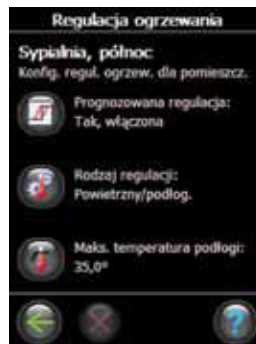 Regulacja ogrzewania
Sypialnia, północ
Konfig. regul. ogrzew. dla pomieszcz.
Prognozowana regulacja:
Tak, włączona
Rodzaj regulacji:
Powietrzny/podłog.
Maks. temperatura podłogi:
35,0°
?